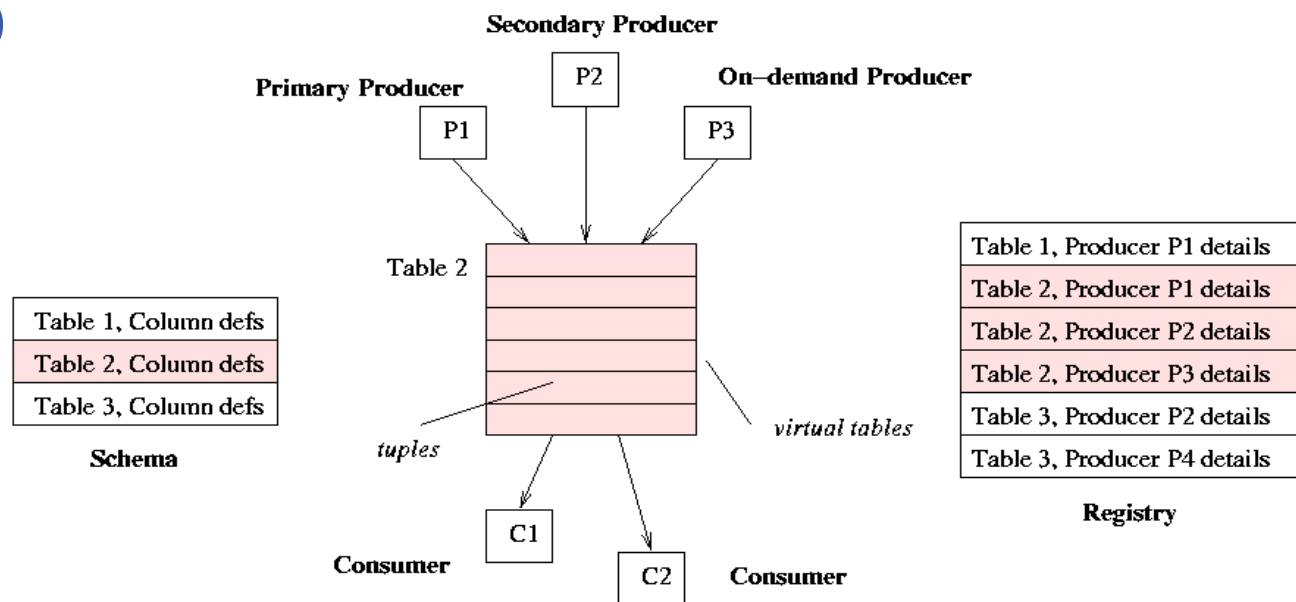 Secondary Producer
P2
On–demand Producer
Primary Producer
P1
P3
Table 2
Table 1, Column defs
Table 2, Column defs
Table 3, Column defs
Schema
tuples
virtual tables
Table 1, Producer P1 details
Table 2, Producer P1 details
Table 2, Producer P2 details
Table 2, Producer P3 details
Table 3, Producer P2 details
Table 3, Producer P4 details
Registry
C1
Consumer
C2
Consumer